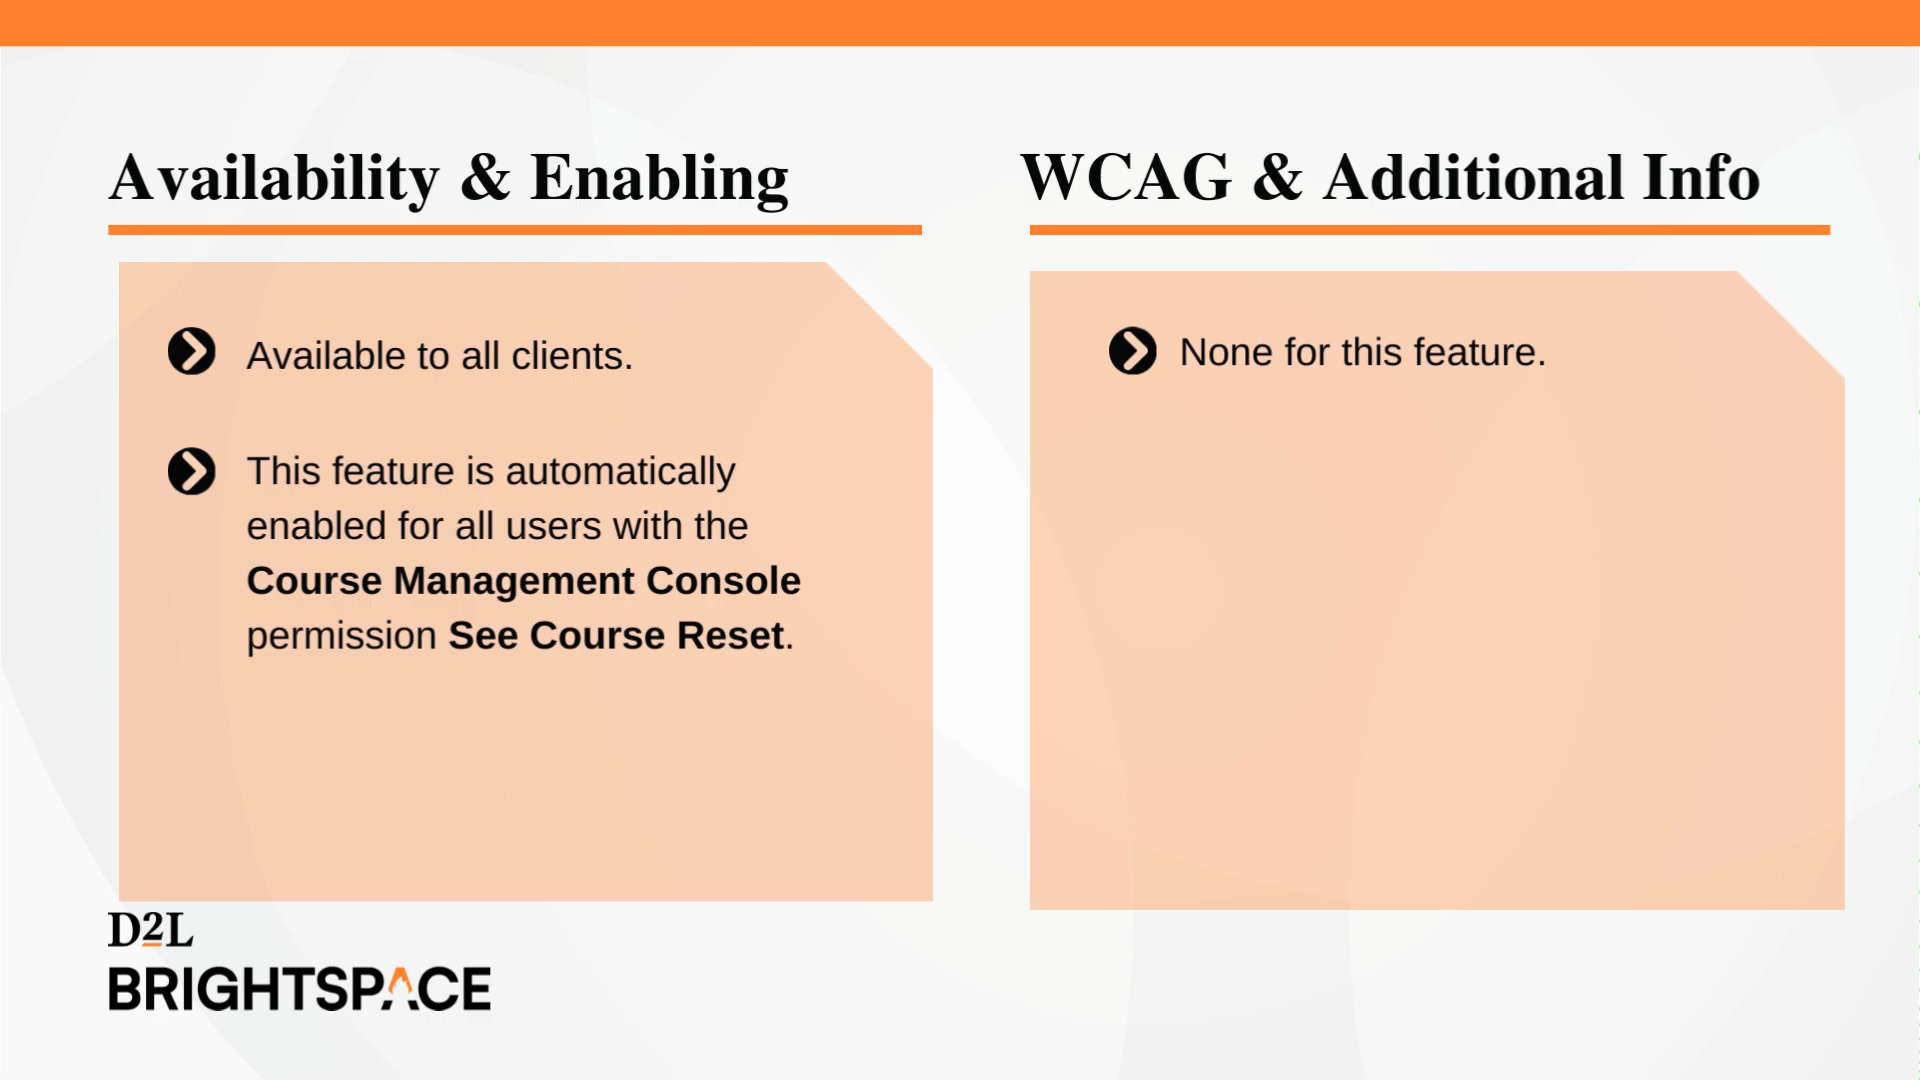 Availability & Enabling
Available to all clients.
This feature is automatically
enabled for all users with the
Course Management Console
permission See Course Reset.
WCAG & Additional Info
None for this feature.
D2L
BRIGHTSPACE